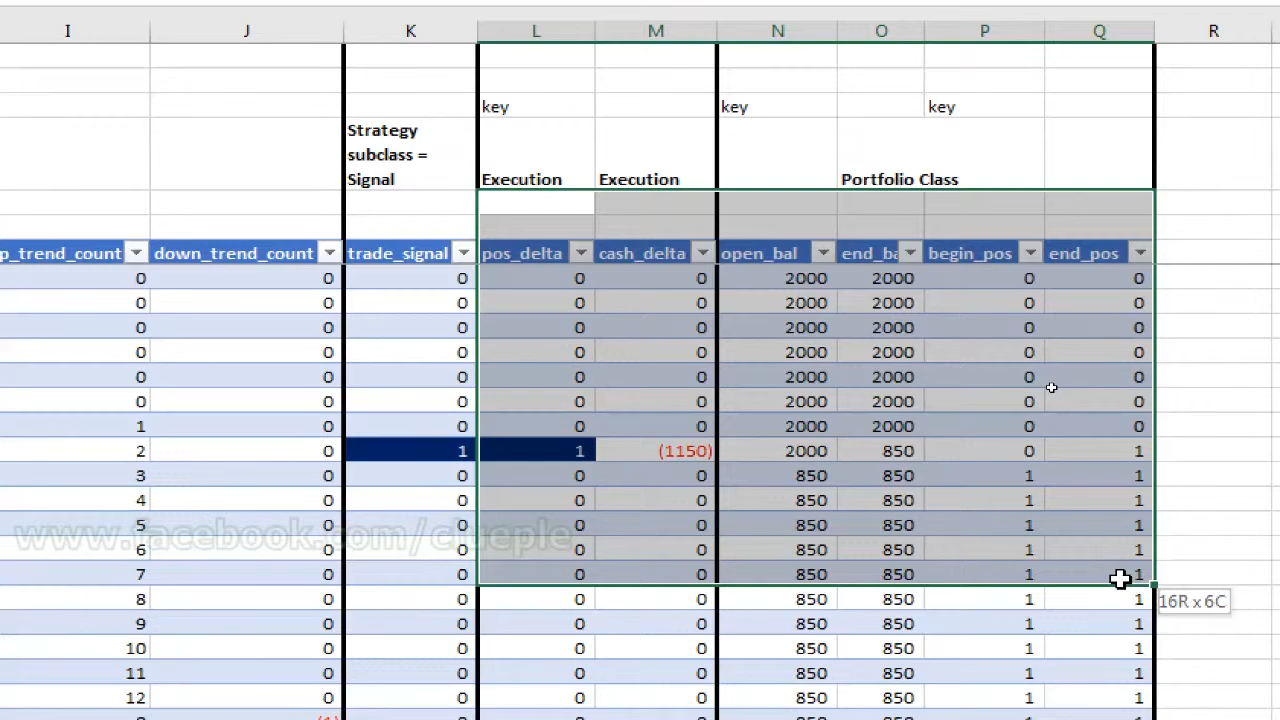 I J K L M N O P Q R
key key key
Strategy
subclass =
Signal Execution Execution Portfolio Class
p_trend_count down_trend_count trade_signal pos_delta cash_delta open_bal end_ba begin_pos end_pos
0 0 0 0 0 2000 2000 0 0
0 0 0 0 0 2000 2000 0 0
0 0 0 0 0 2000 2000 0 0
0 0 0 0 0 2000 2000 0 0
0 0 0 0 0 2000 2000 0 0
0 0 0 0 0 2000 2000 0 0
1 0 0 0 0 2000 2000 0 0
2 0 1 1 (1150) 2000 850 0 1
3 0 0 0 0 850 850 1 1
4 0 0 0 0 850 850 1 1
5 0 0 0 0 850 850 1 1
www.facebook.com/clueple
6 0 0 0 0 850 850 1 1
7 0 0 0 0 850 850 1 1
8 0 0 0 0 850 850 1 1
16R x 6C
9 0 0 0 0 850 850 1 1
10 0 0 0 0 850 850 1 1
11 0 0 0 0 850 850 1 1
12 0 0 0 0 850 850 1 1